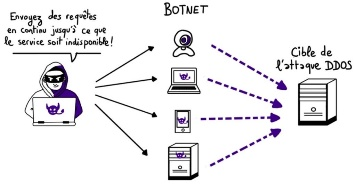 Envoyez des requêtes
en continu jusqu'à ce que
le service soit indisponible!
BOTNET
Cible de
l'attaque DDOS